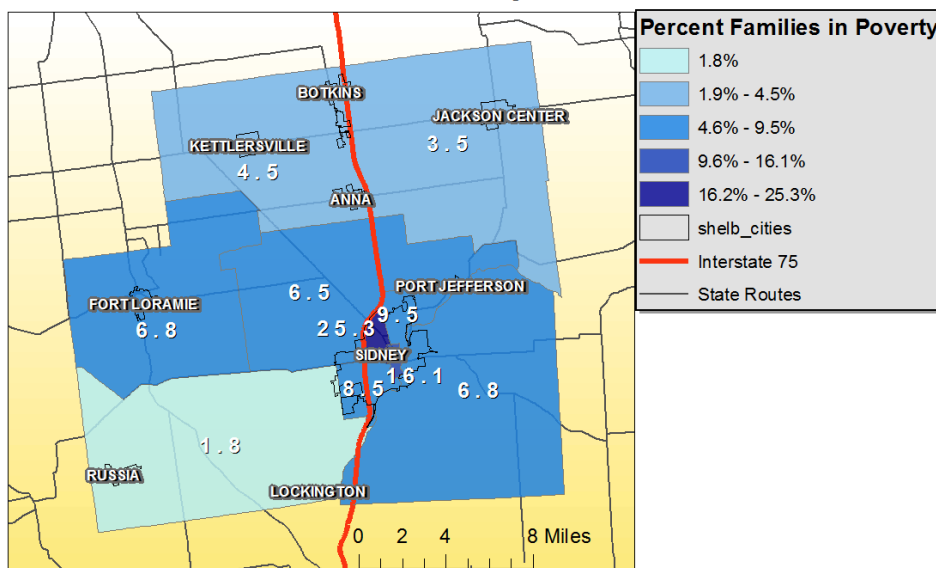 Percent Families in Poverty
1.8%
1.9% - 4.5%
4.6% - 9.5%
9.6% - 16.1%
16.2% - 25.3%
shelb_cities
Interstate 75
State Routes
BOTKINS
JACKSON CENTER
KETTLERSVILLE
3.5
4.5
ANNA
PORT JEFFERSON
6.5
FORT LORAMIE
9.5
6.8
25.3
SIDNEY
16.1
8.5
6.8
1.8
RUSSIA
LOCKINGTON
0 2 4 8 Miles